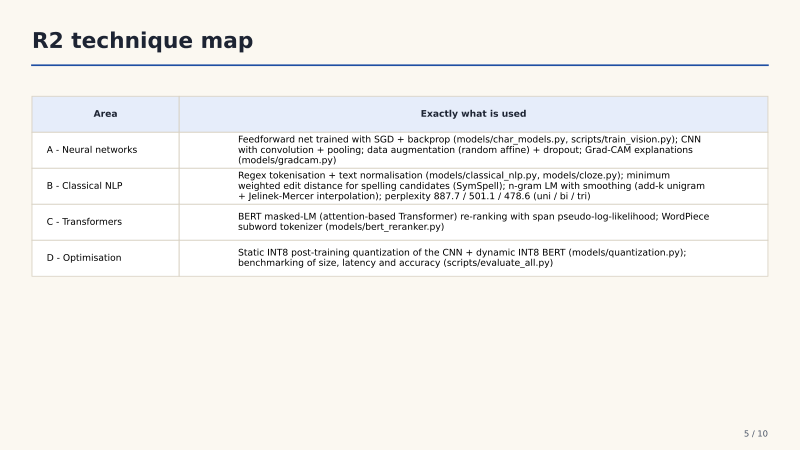 R2 technique map
Area
Exactly what is used
A - Neural networks
Feedforward net trained with SGD + backprop (models/char_models.py, scripts/train_vision.py); CNN
with convolution + pooling; data augmentation (random affine) + dropout; Grad-CAM explanations
(models/gradcam.py)
B - Classical NLP
Regex tokenisation + text normalisation (models/classical_nlp.py, models/cloze.py); minimum
weighted edit distance for spelling candidates (SymSpell); n-gram LM with smoothing (add-k unigram
+ Jelinek-Mercer interpolation); perplexity 887.7 / 501.1 / 478.6 (uni / bi / tri)
C - Transformers
BERT masked-LM (attention-based Transformer) re-ranking with span pseudo-log-likelihood; WordPiece
subword tokenizer (models/bert_reranker.py)
D - Optimisation
Static INT8 post-training quantization of the CNN + dynamic INT8 BERT (models/quantization.py);
benchmarking of size, latency and accuracy (scripts/evaluate_all.py)
5 / 10